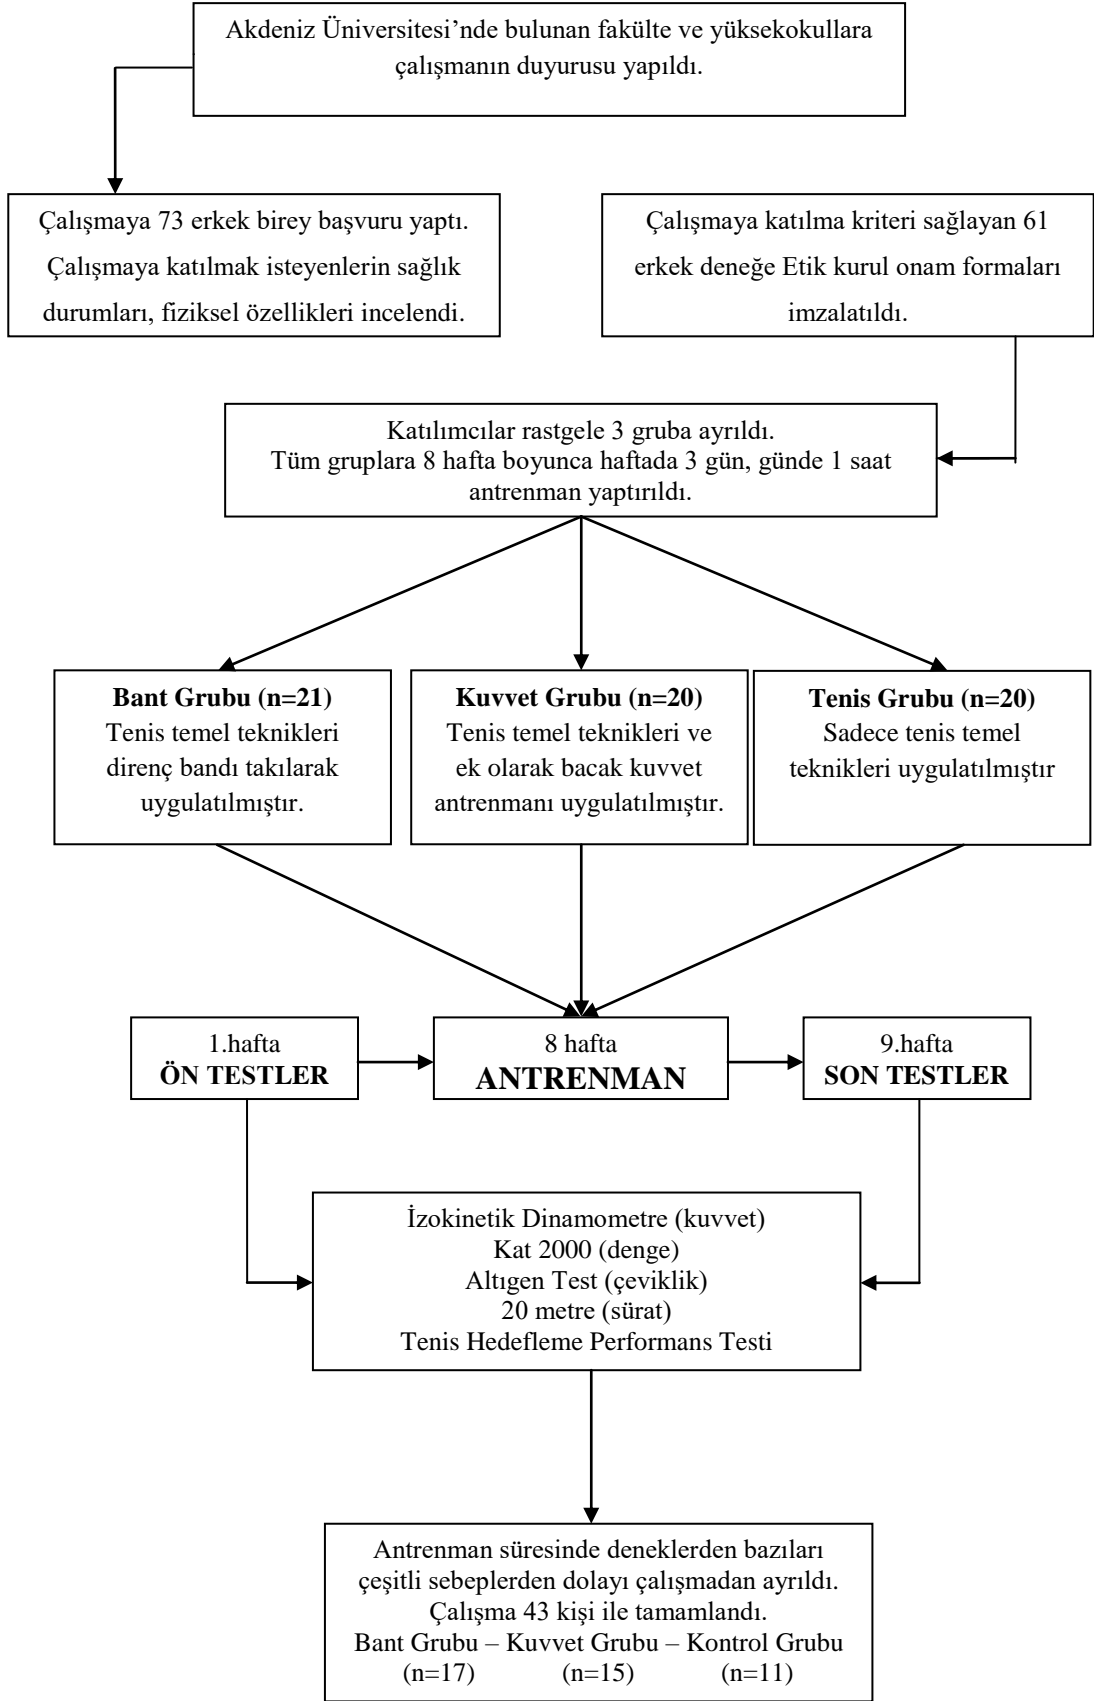 Akdeniz Üniversitesi’nde bulunan fakülte ve yüksekokullara
çalışmanın duyurusu yapıldı.
Çalışmaya 73 erkek birey başvuru yaptı.
Çalışmaya katılmak isteyenlerin sağlık
durumları, fiziksel özellikleri incelendi.
Çalışmaya katılma kriteri sağlayan 61
erkek deneğe Etik kurul onam formaları
imzalatıldı.
Katılımcılar rastgele 3 gruba ayrıldı.
Tüm gruplara 8 hafta boyunca haftada 3 gün, günde 1 saat
antrenman yaptırıldı.
Bant Grubu (n=21)
Tenis temel teknikleri
direnç bandı takılarak
uygulatılmıştır.
Kuvvet Grubu (n=20)
Tenis temel teknikleri ve
ek olarak bacak kuvvet
antrenmanı uygulatılmıştır.
Tenis Grubu (n=20)
Sadece tenis temel
teknikleri uygulatılmıştır
1.hafta
ÖN TESTLER
8 hafta
ANTRENMAN
9.hafta
SON TESTLER
İzokinetik Dinamometre (kuvvet)
Kat 2000 (denge)
Altıgen Test (çeviklik)
20 metre (sürat)
Tenis Hedefleme Performans Testi
Antrenman süresinde deneklerden bazıları
çeşitli sebeplerden dolayı çalışmadan ayrıldı.
Çalışma 43 kişi ile tamamlandı.
Bant Grubu – Kuvvet Grubu – Kontrol Grubu
(n=17) (n=15) (n=11)